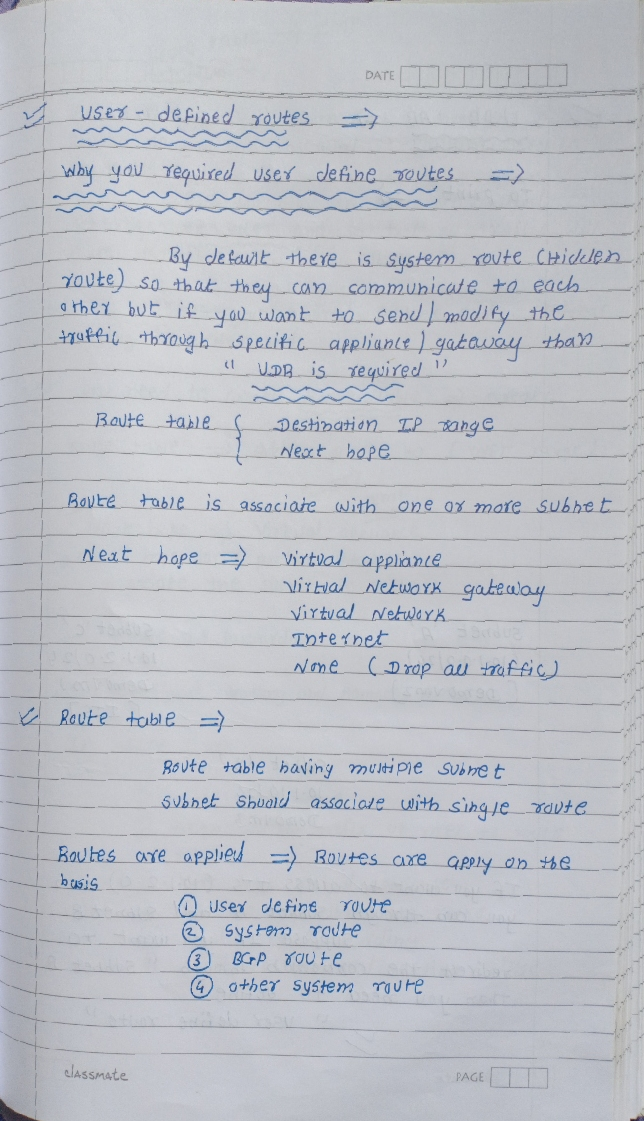 DATE
User-defined routes =>
Why you required user define routes =>
By default there is system route (Hidden
route) so that they can communicate to each
other but if you want to send/modify the
traffic through specific appliance/gateway than
"UDR is required"
Route table { Destination IP range
Next hope
Route table is associate with one or more subnet
Next hope => Virtual appliance
Virtual Network gateway
Virtual Network
Internet
None (Drop all traffic)
Route table =>
Route table having multiple subnet
Subnet should associate with single route
Routes are applied => Routes are apply on the
basis
① User define route
② System route
③ BGP route
④ other system route
classmate
PAGE